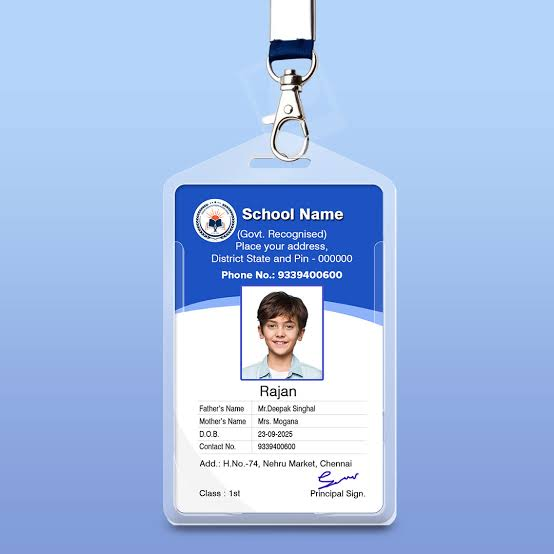 School Name
(Govt. Recognised)
Place your address,
District State and Pin - 000000
Phone No.: 9339400600
Rajan
Father's Name Mr.Deepak Singhal
Mother's Name Mrs. Mogana
D.O.B. 23-09-2025
Contact No. 9339400600
Add.: H.No.-74, Nehru Market, Chennai
Class : 1st Principal Sign.